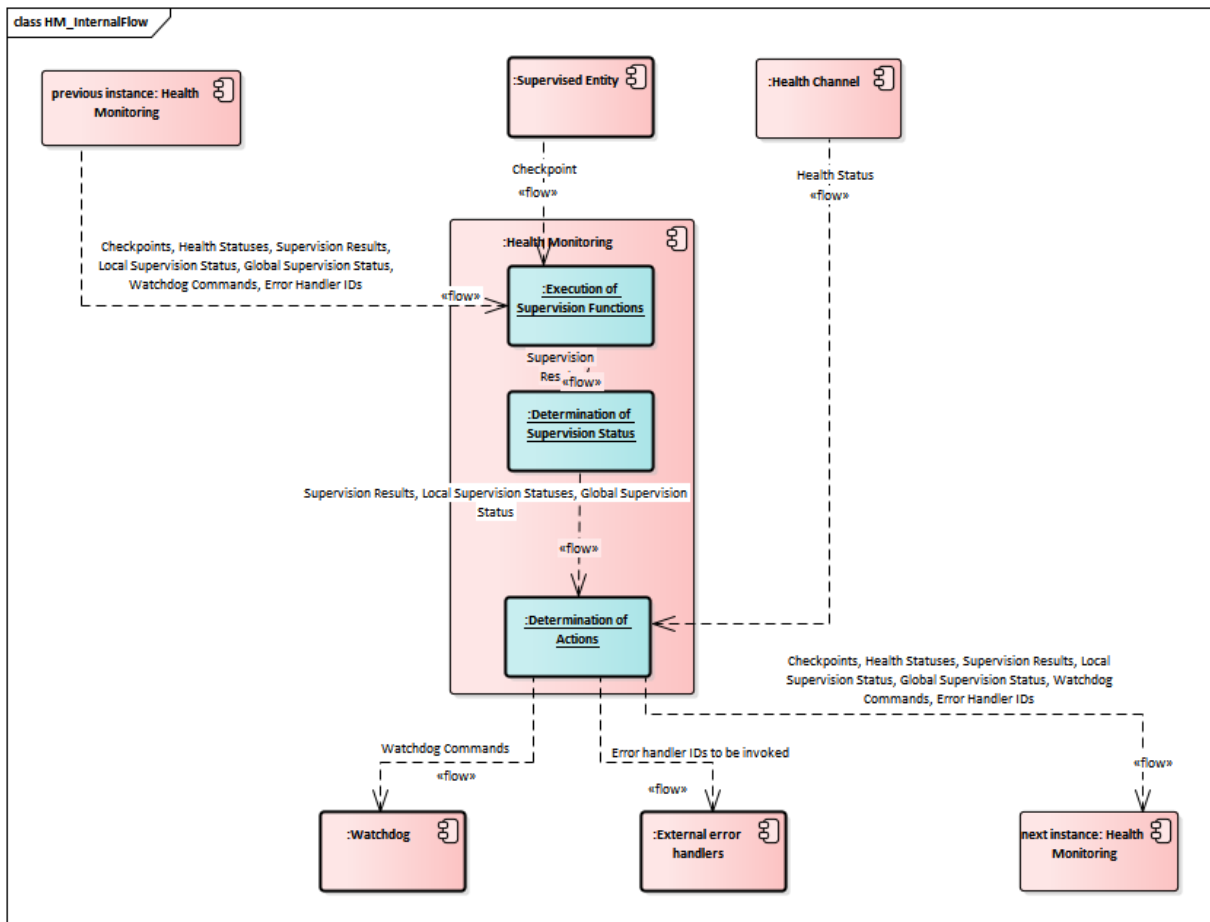 class HM_InternalFlow
previous instance: Health
Monitoring
:Supervised Entity
:Health Channel
Checkpoint
«flow»
Health Status
«flow»
Checkpoints, Health Statuses, Supervision Results,
Local Supervision Status, Global Supervision Status,
Watchdog Commands, Error Handler IDs
«flow»
:Health Monitoring
:Execution of
Supervision Functions
Supervision
«flow»
:Determination of
Supervision Status
Supervision Results, Local Supervision Statuses, Global Supervision
Status
«flow»
:Determination of
Actions
Checkpoints, Health Statuses, Supervision Results, Local
Supervision Status, Global Supervision Status, Watchdog
Commands, Error Handler IDs
Watchdog Commands
«flow»
Error handler IDs to be invoked
«flow»
«flow»
:Watchdog
:External error
handlers
next instance: Health
Monitoring